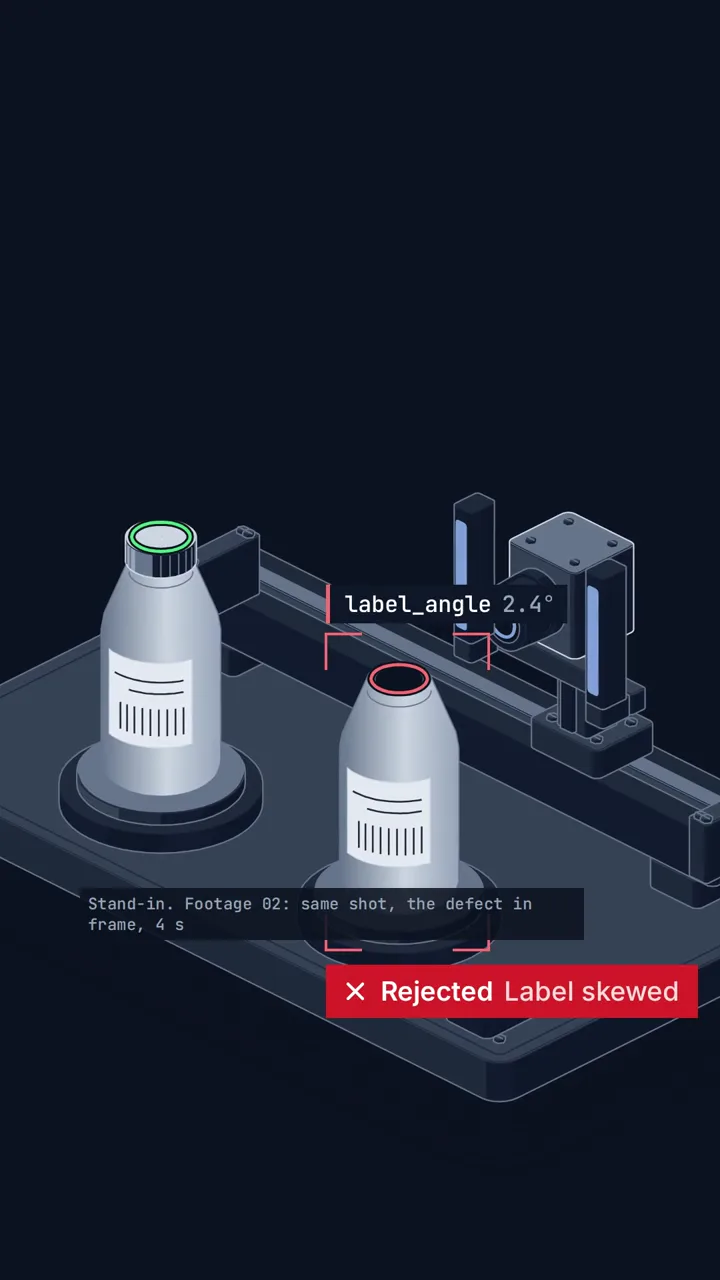 label_angle 2.4°
Stand-in. Footage 02: same shot, the defect in
frame, 4 s
✕ Rejected Label skewed